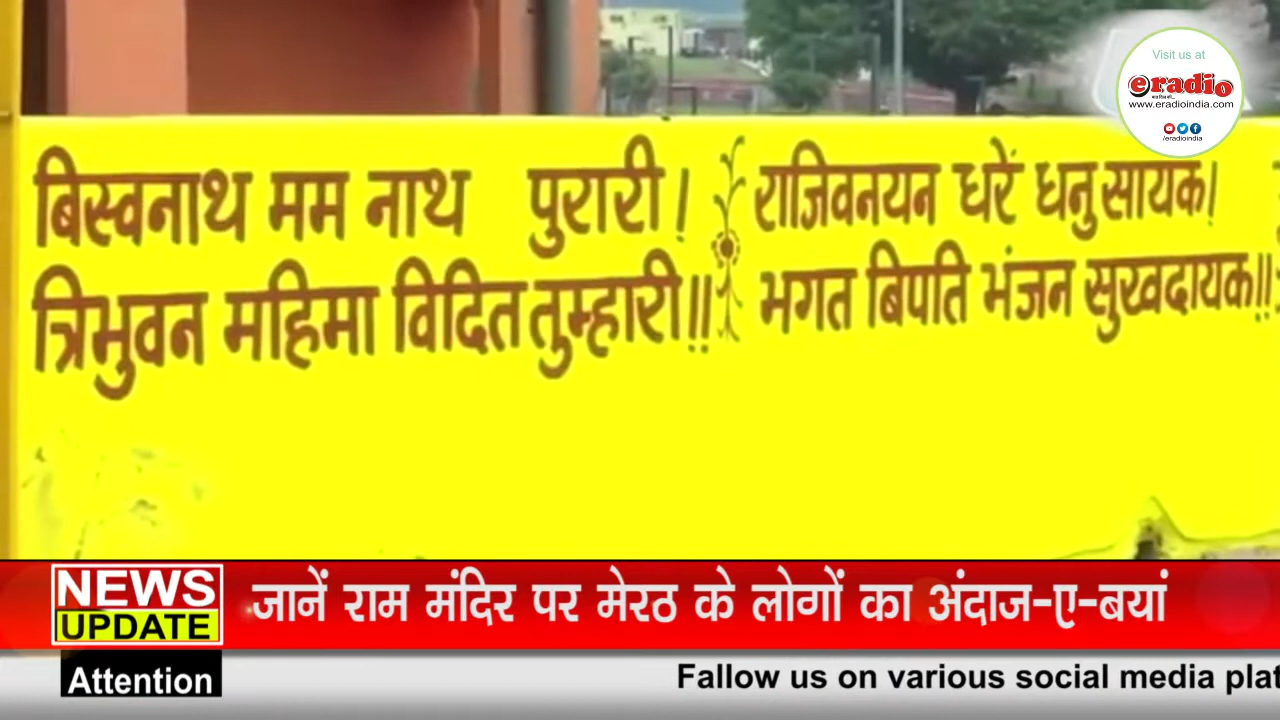 Visit us at
eradio
www.eradioindia.com
/eradioindia
बिस्वनाथ मम नाथ पुरारी।
त्रिभुवन महिमा विदित तुम्हारी॥
राजिवनयन धरें धनु सायक।
भगत बिपति भंजन सुखदायक॥
NEWS
UPDATE
जानें राम मंदिर पर मेरठ के लोगों का अंदाज-ए-बयां
Attention
Fallow us on various social media plat